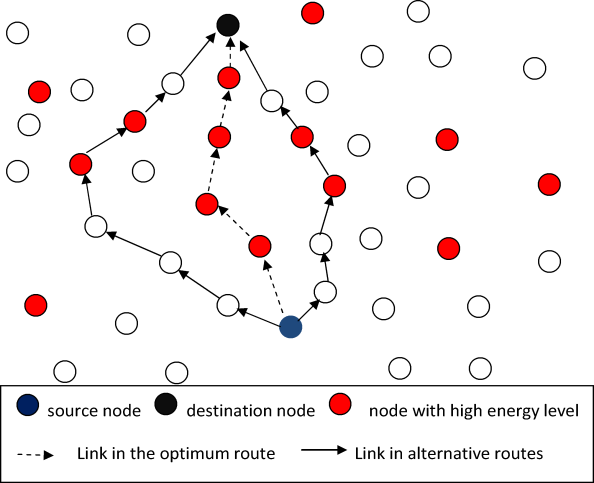 source node destination node node with high energy level
Link in the optimum route Link in alternative routes